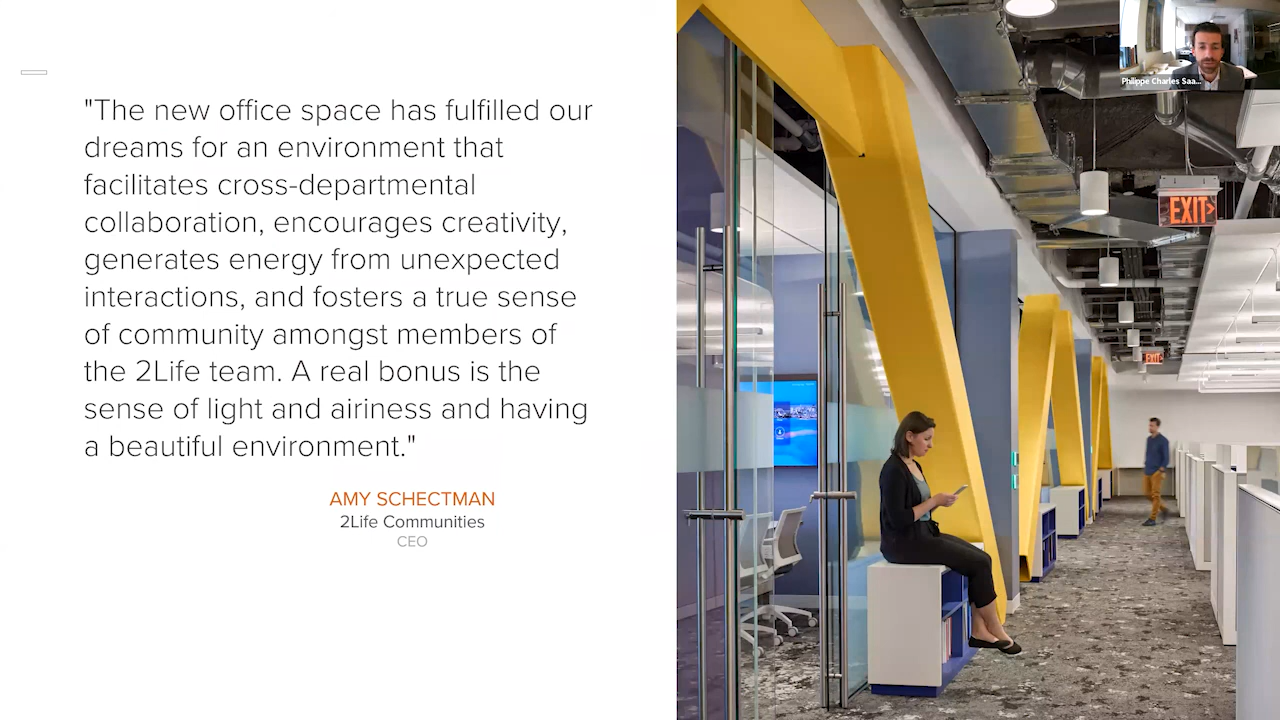 "The new office space has fulfilled our
dreams for an environment that
facilitates cross-departmental
collaboration, encourages creativity,
generates energy from unexpected
interactions, and fosters a true sense
of community amongst members of
the 2Life team. A real bonus is the
sense of light and airiness and having
a beautiful environment."
AMY SCHECTMAN
2Life Communities
CEO
Philippe Charles Saa...
EXIT
EXIT